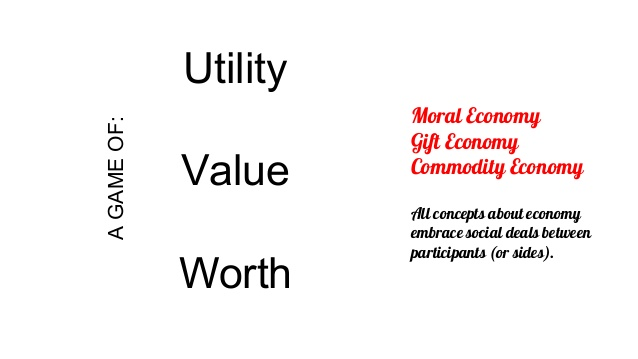 A GAME OF:
Utility
Value
Worth
Moral Economy
Gift Economy
Commodity Economy
All concepts about economy
embrace social deals between
participants (or sides).